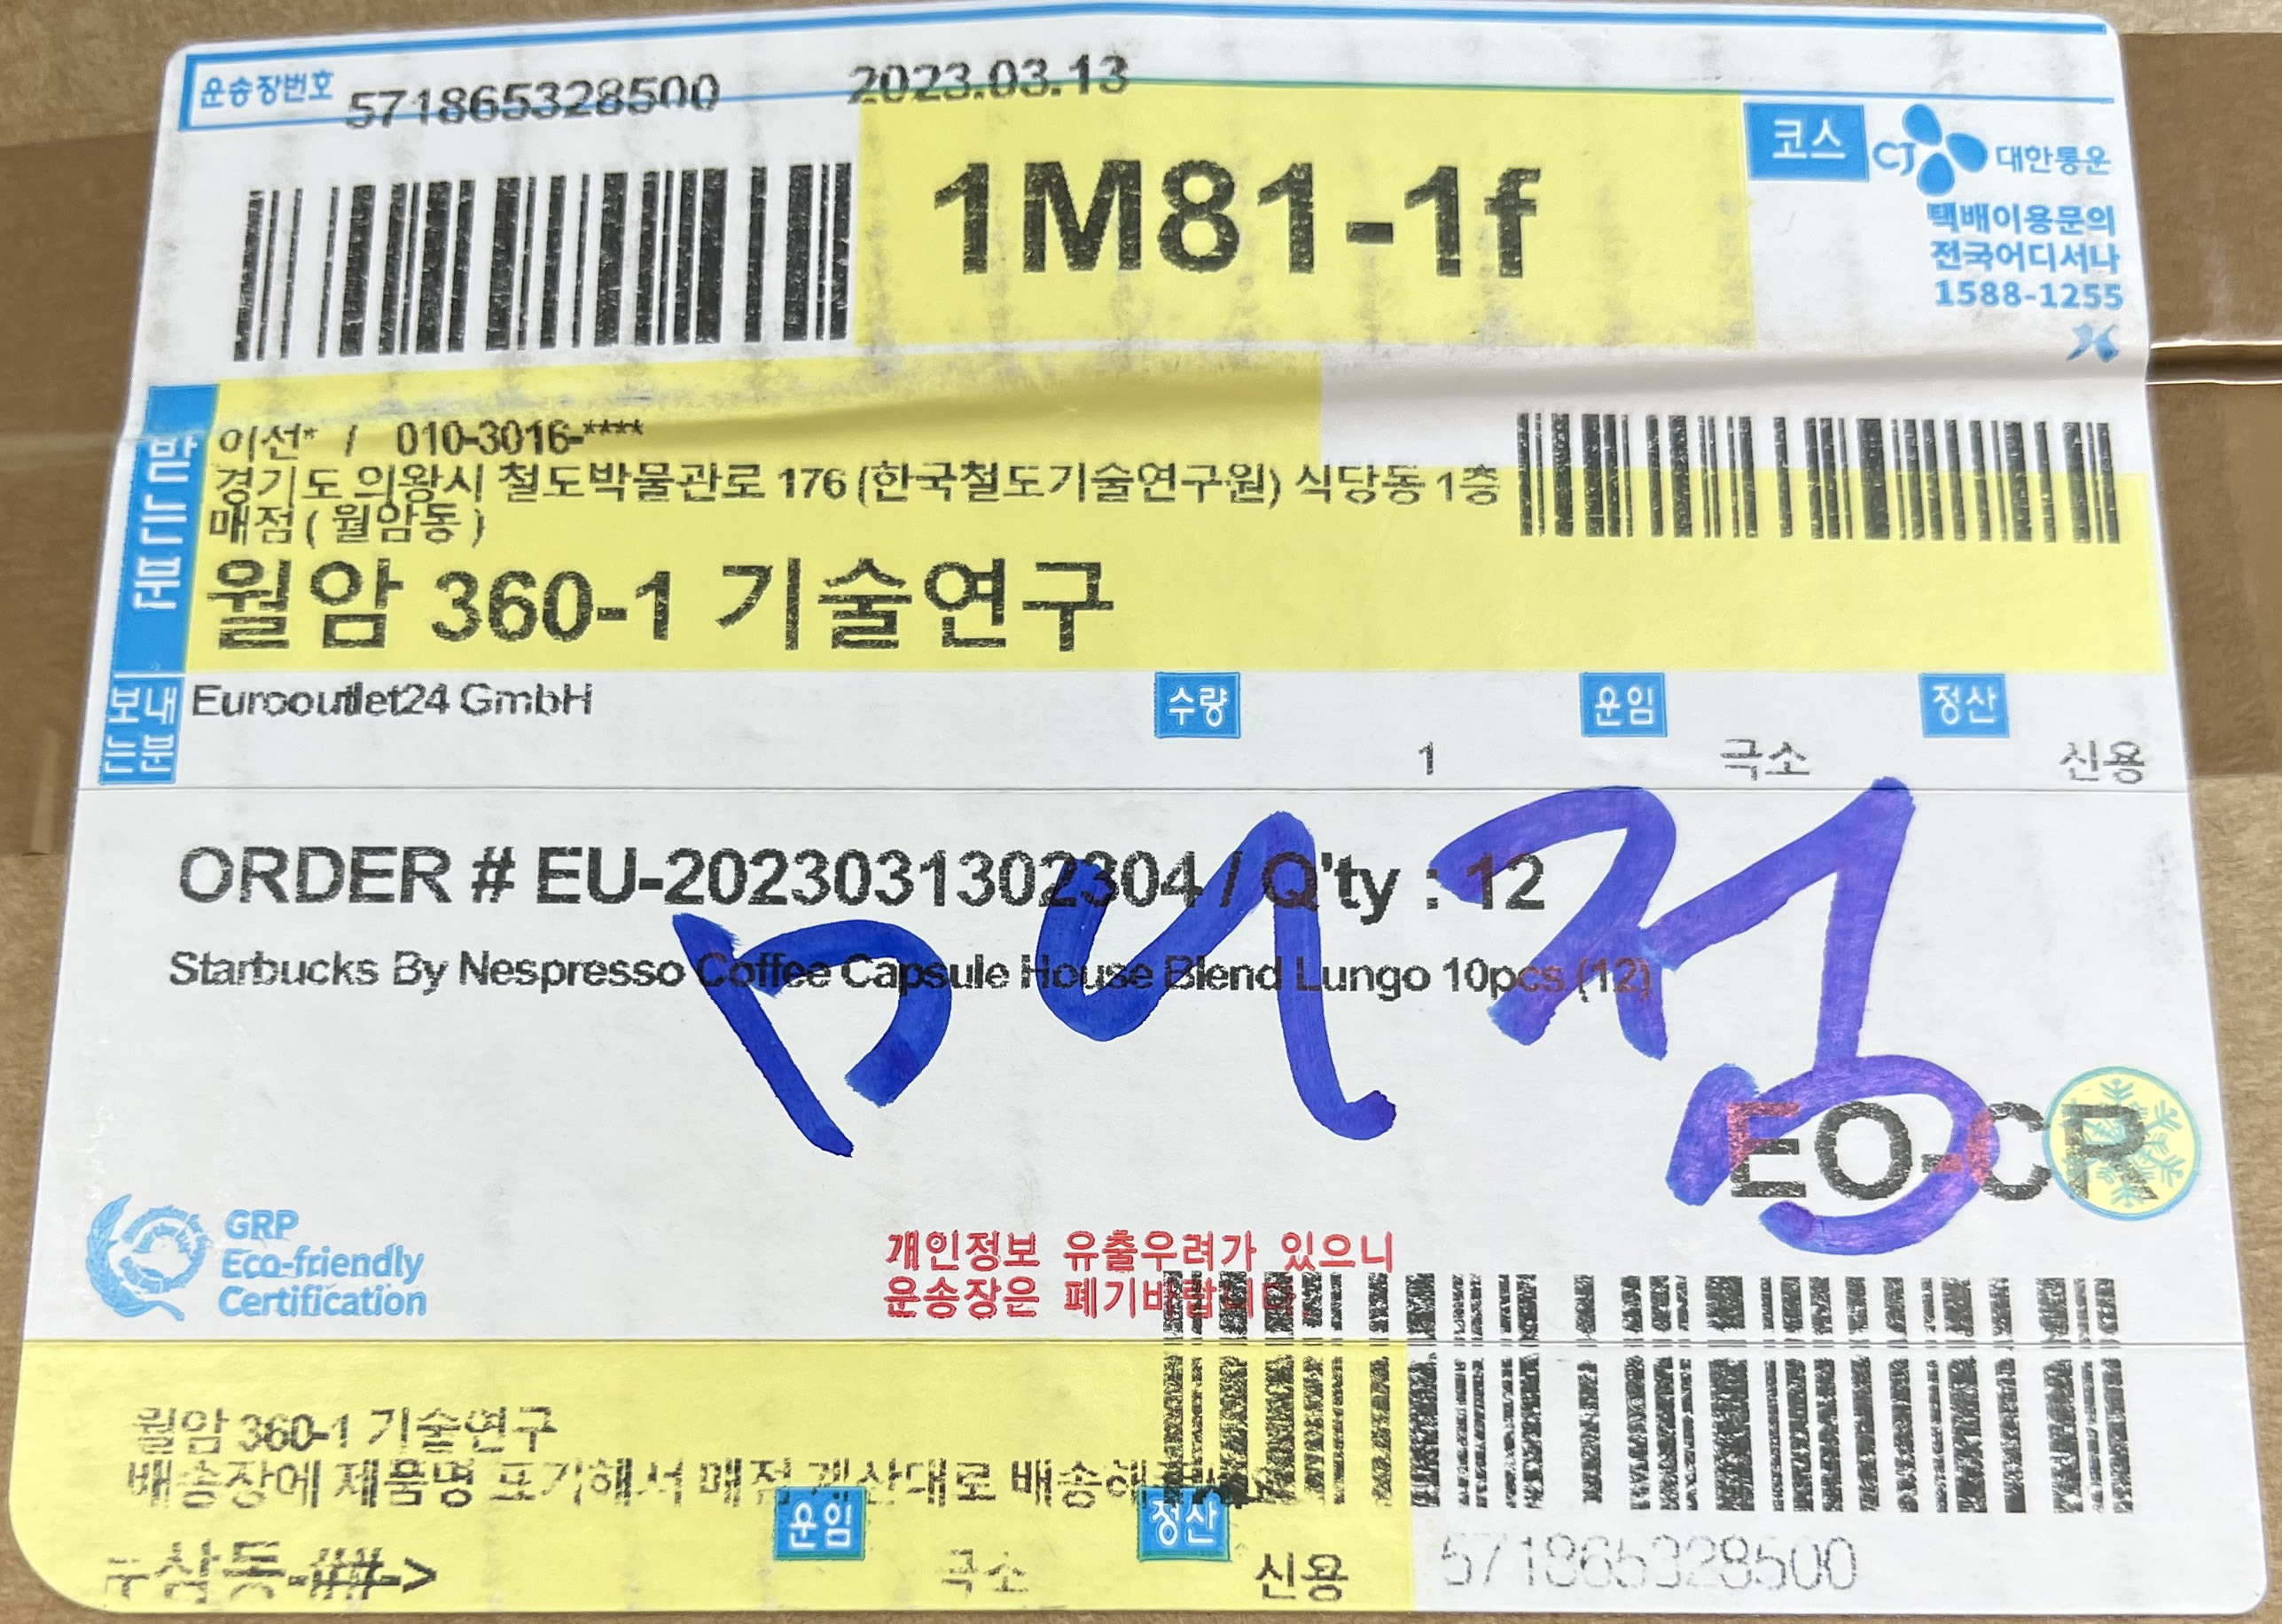 운송장번호 571865328500 2023.03.13
1M81-1f
코스 CJ 대한통운
택배이용문의
전국어디서나
1588-1255
받는분
이선* / 010-3016-****
경기도 의왕시 철도박물관로 176 (한국철도기술연구원) 식당동 1층
매점 ( 월암동 )
월암 360-1 기술연구
보내는분 Eurooutlet24 GmbH 수량 운임 정산
1 극소 신용
ORDER # EU-2023031302304 / Q'ty : 12
Starbucks By Nespresso Coffee Capsule House Blend Lungo 10pcs (12)
매점
EO-CR
GRP
Eco-friendly
Certification
개인정보 유출우려가 있으니
운송장은 폐기바랍니다.
월암 360-1 기술연구
배송장에 제품명 표기해서 매점 계산대로 배송해
운임 정산
극소 신용
571865328500